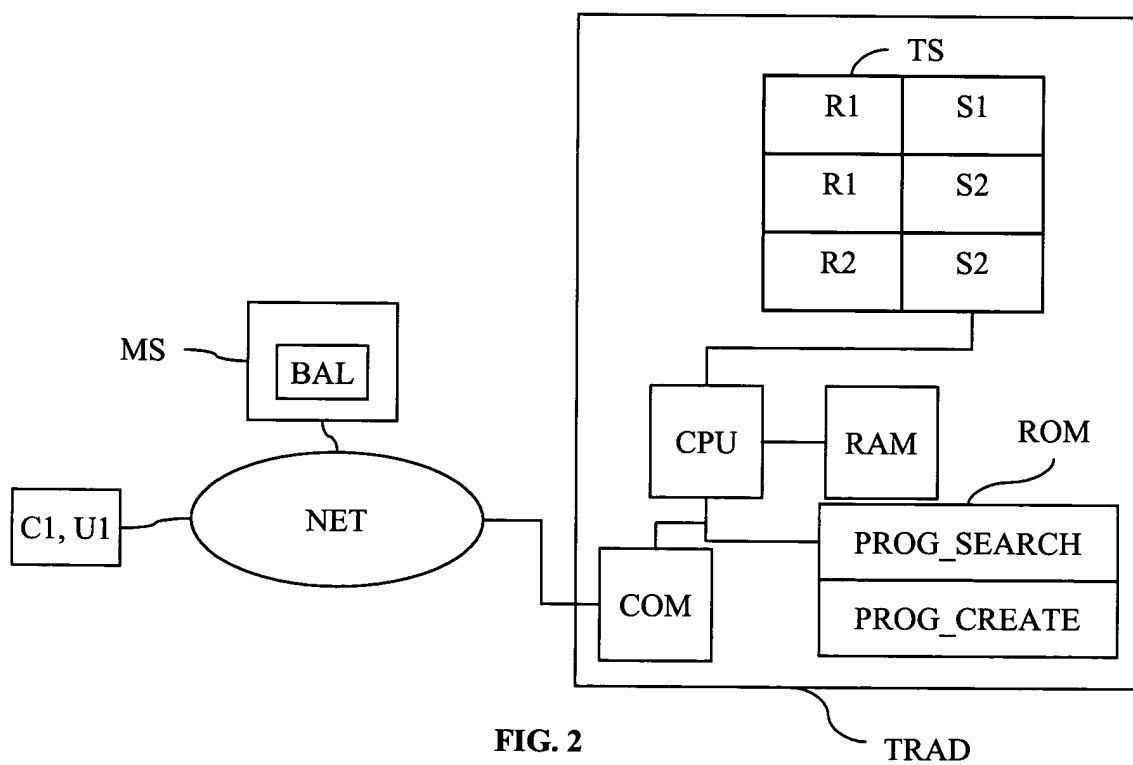 TS
R1 S1
R1 S2
R2 S2
MS
BAL
CPU
RAM
ROM
C1, U1
NET
PROG_SEARCH
COM
PROG_CREATE
FIG. 2
TRAD